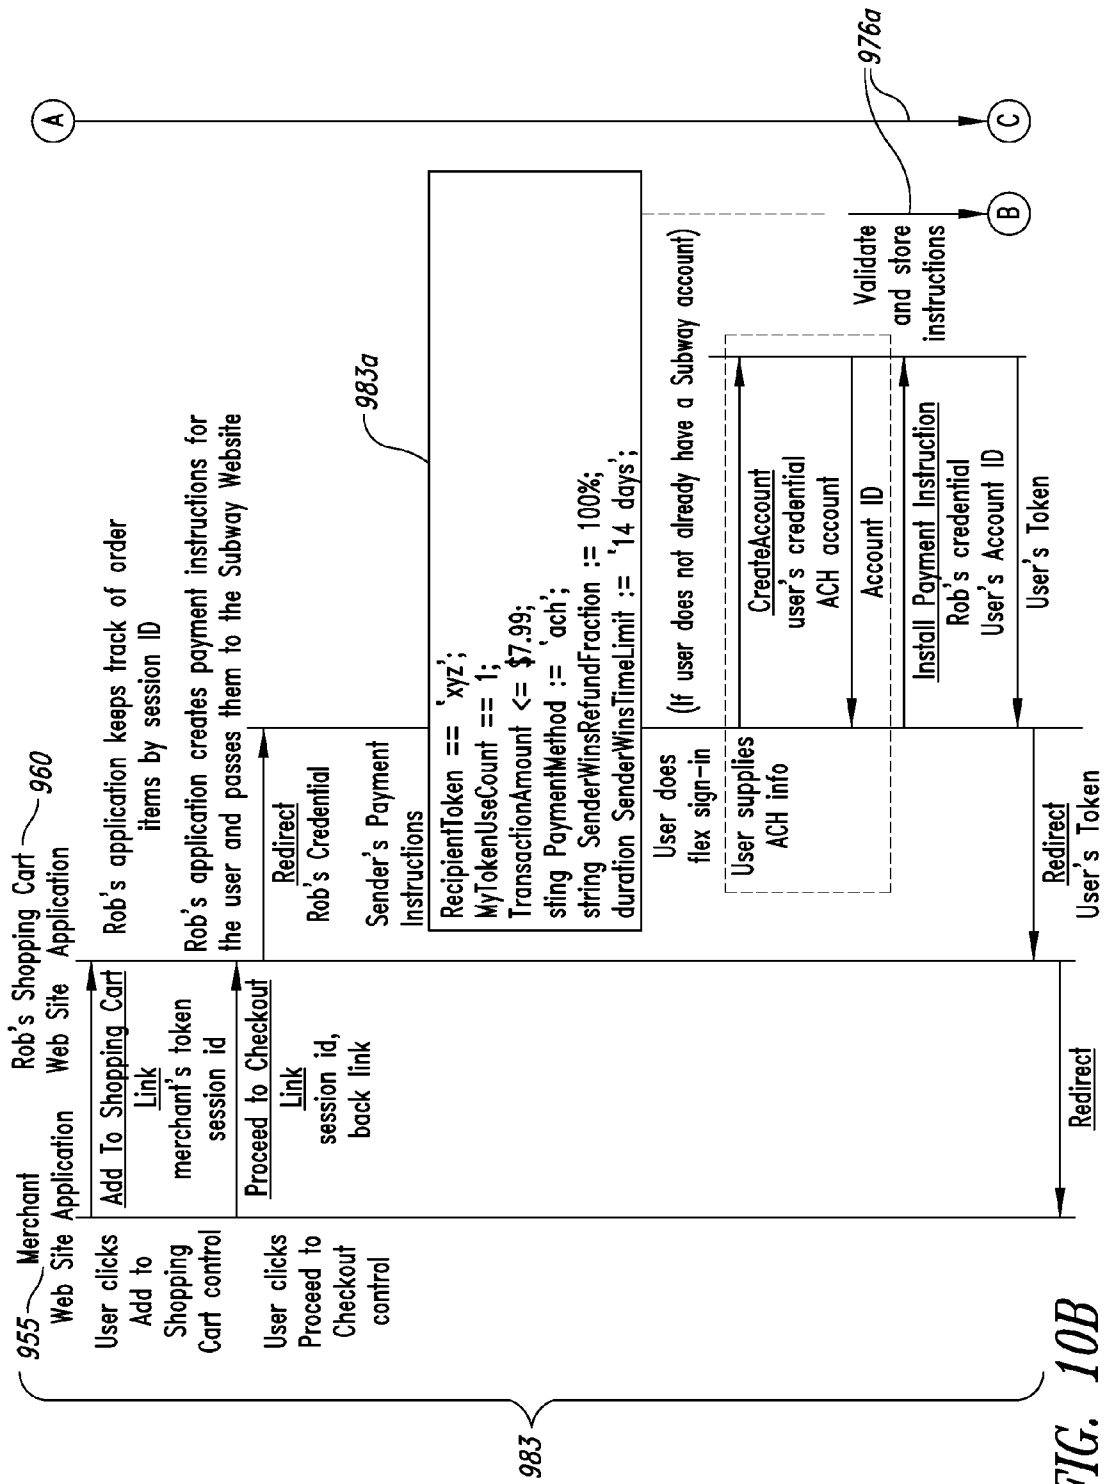 955
Merchant
Web Site Application
Rob's Shopping Cart
960
Web Site Application
User clicks
Add to
Shopping
Cart control
Add To Shopping Cart
Link
merchant's token
session id
Rob's application keeps track of order
items by session ID
User clicks
Proceed to
Checkout
control
Proceed to Checkout
Link
session id,
back link
Rob's application creates payment instructions for
the user and passes them to the Subway Website
Redirect
Rob's Credential
Sender's Payment
Instructions
983a
RecipientToken == 'xyz';
MyTokenUseCount == 1;
TransactionAmount <= $7.99;
sting PaymentMethod := 'ach';
string SenderWinsRefundFraction := 100%;
duration SenderWinsTimeLimit := '14 days';
User does
flex sign-in
(If user does not already have a Subway account)
User supplies
ACH info
CreateAccount
user's credential
ACH account
Account ID
Install Payment Instruction
Rob's credential
User's Account ID
User's Token
Validate
and store
instructions
976a
A
B
C
Redirect
User's Token
Redirect
983
FIG. 10B